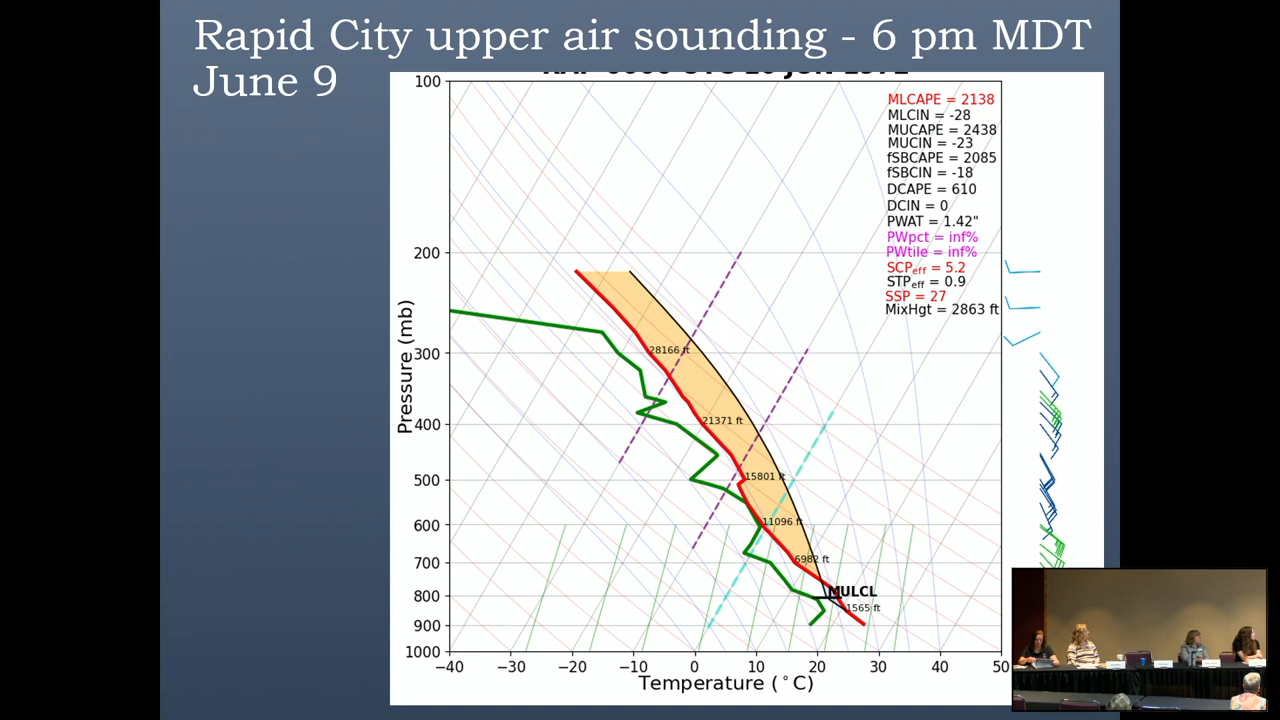 Rapid City upper air sounding - 6 pm MDT
June 9
100
200
300
400
500
600
700
800
900
1000
Pressure (mb)
−40
−30
−20
−10
0
10
20
30
40
50
Temperature (°C)
MLCAPE = 2138
MLCIN = -28
MUCAPE = 2438
MUCIN = -23
fSBCAPE = 2085
fSBCIN = -18
DCAPE = 610
DCIN = 0
PWAT = 1.42"
PWpct = inf%
PWtile = inf%
SCPeff = 5.2
STPeff = 0.9
SSP = 27
MixHgt = 2863 ft
28166 ft
21371 ft
15801 ft
11096 ft
6982 ft
MULCL
1565 ft